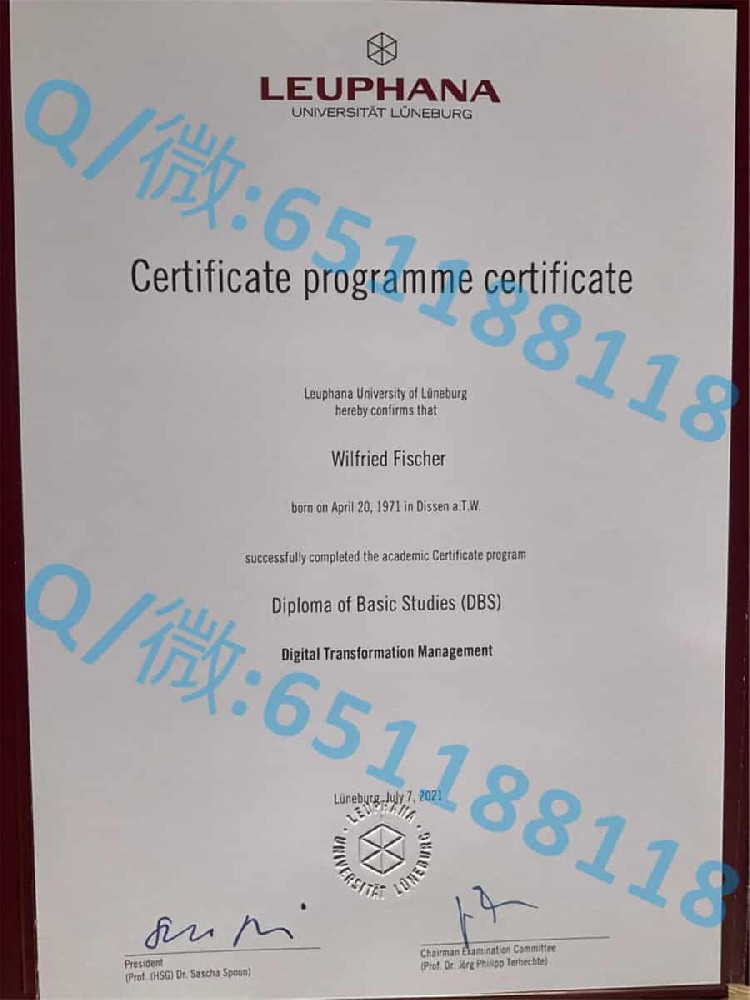 LEUPHANA
UNIVERSITÄT LÜNEBURG
Q/微:651188118
Certificate programme certificate
Leuphana University of Lüneburg
hereby confirms that
Wilfried Fischer
born on April 20, 1971 in Dissen a.T.W.
successfully completed the academic Certificate program
Diploma of Basic Studies (DBS)
Digital Transformation Management
Q/微:651188118
Lüneburg, July 7, 2021
· LEUPHANA ·
UNIVERSITÄT LÜNEBURG
President
(Prof. (HSG) Dr. Sascha Spoun)
Chairman Examination Committee
(Prof. Dr. Jörg Philipp Terhechte)